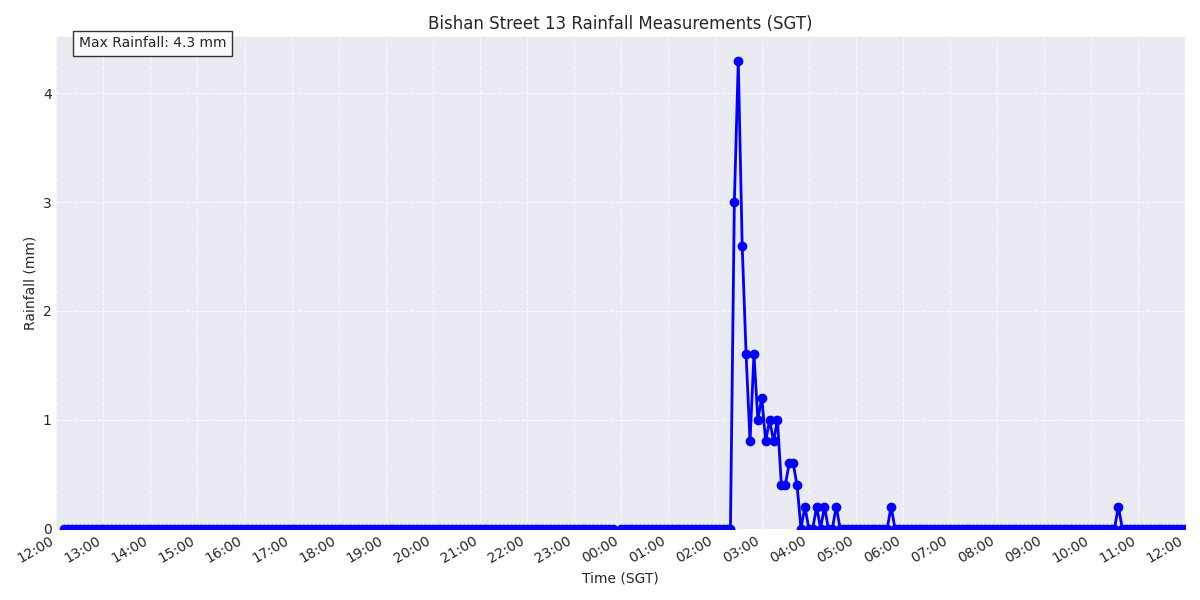 Bishan Street 13 Rainfall Measurements (SGT)
Max Rainfall: 4.3 mm
Rainfall (mm)
4
3
2
1
0
12:00 13:00 14:00 15:00 16:00 17:00 18:00 19:00 20:00 21:00 22:00 23:00 00:00 01:00 02:00 03:00 04:00 05:00 06:00 07:00 08:00 09:00 10:00 11:00 12:00
Time (SGT)